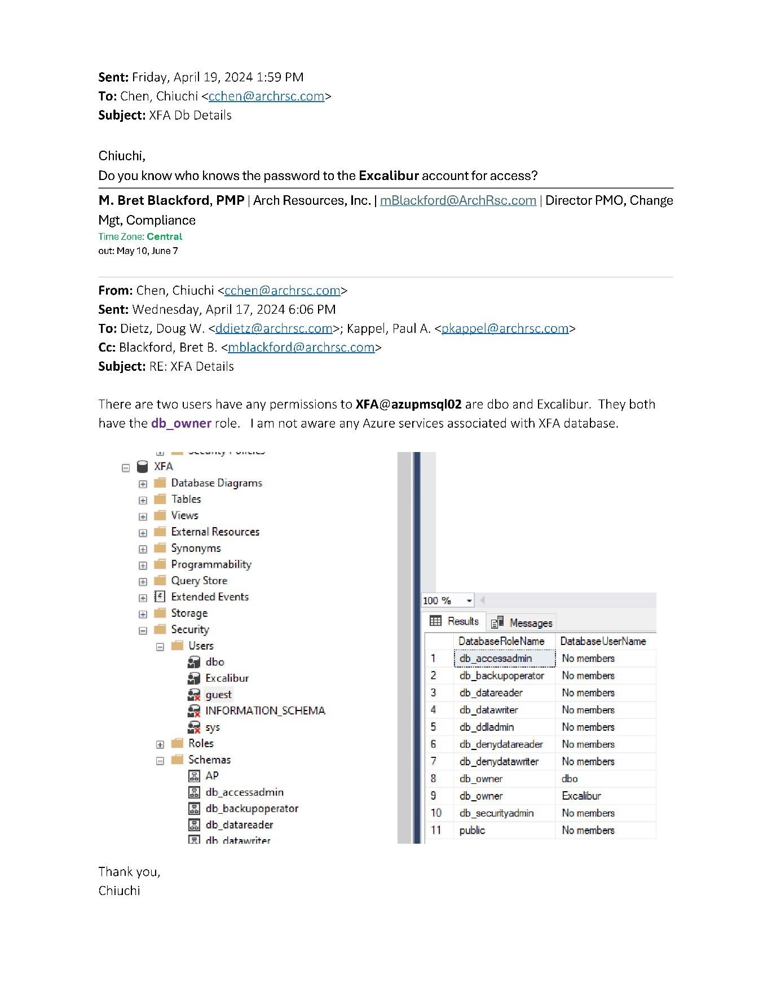 Sent: Friday, April 19, 2024 1:59 PM
To: Chen, Chiuchi <cchen@archrsc.com>
Subject: XFA Db Details
Chiuchi,
Do you know who knows the password to the Excalibur account for access?
M. Bret Blackford, PMP | Arch Resources, Inc. | mBlackford@ArchRsc.com | Director PMO, Change
Mgt, Compliance
Time Zone: Central
out: May 10, June 7
From: Chen, Chiuchi <cchen@archrsc.com>
Sent: Wednesday, April 17, 2024 6:06 PM
To: Dietz, Doug W. <ddietz@archrsc.com>; Kappel, Paul A. <pkappel@archrsc.com>
Cc: Blackford, Bret B. <mblackford@archrsc.com>
Subject: RE: XFA Details
There are two users have any permissions to XFA@azupmsql02 are dbo and Excalibur.  They both
have the db_owner role.   I am not aware any Azure services associated with XFA database.
Security Policies
XFA
Database Diagrams
Tables
Views
External Resources
Synonyms
Programmability
Query Store
Extended Events
Storage
Security
Users
dbo
Excalibur
guest
INFORMATION_SCHEMA
sys
Roles
Schemas
AP
db_accessadmin
db_backupoperator
db_datareader
db_datawriter
100 %
Results Messages
DatabaseRoleName DatabaseUserName
1 db_accessadmin No members
2 db_backupoperator No members
3 db_datareader No members
4 db_datawriter No members
5 db_ddladmin No members
6 db_denydatareader No members
7 db_denydatawriter No members
8 db_owner dbo
9 db_owner Excalibur
10 db_securityadmin No members
11 public No members
Thank you,
Chiuchi